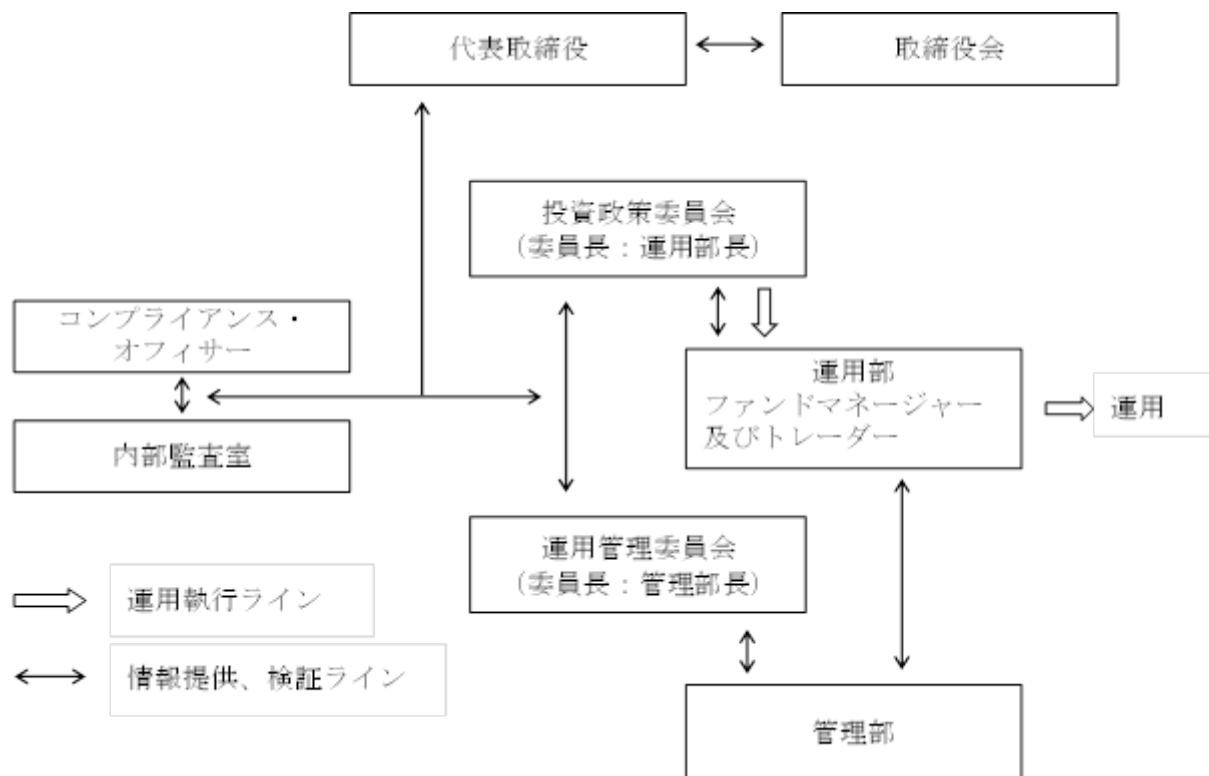 代表取締役
取締役会
投資政策委員会
(委員長：運用部長)
コンプライアンス・
オフィサー
運用部
ファンドマネージャー
及びトレーダー
運用
内部監査室
運用管理委員会
(委員長：管理部長)
運用執行ライン
情報提供、検証ライン
管理部